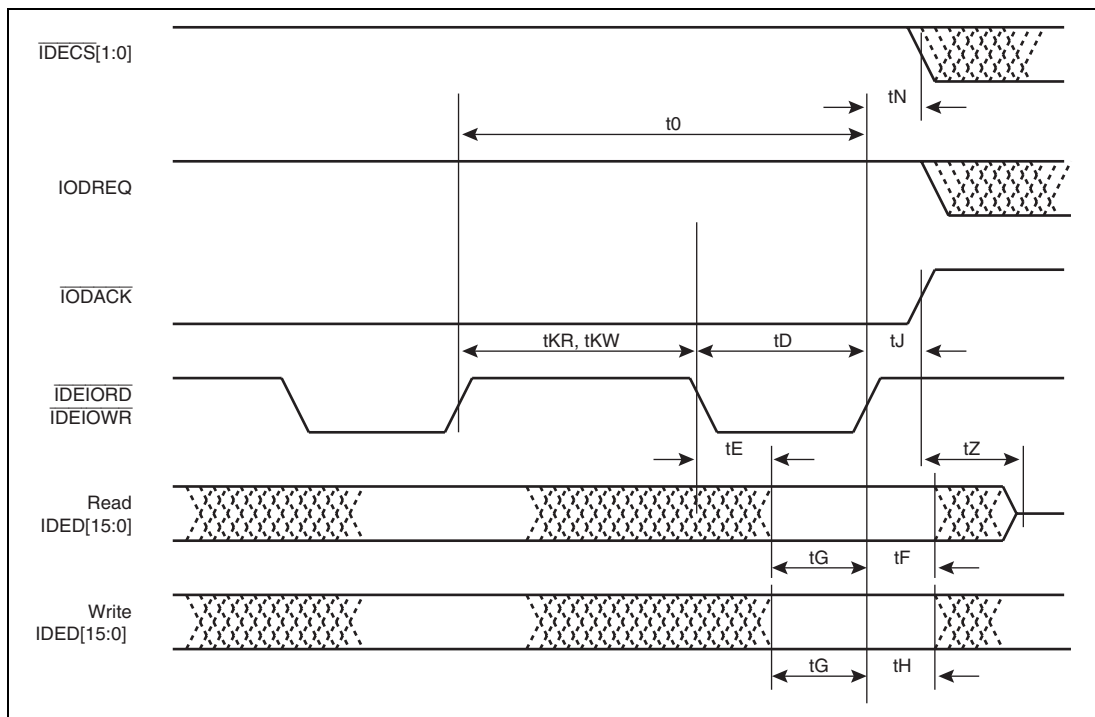 IDECS[1:0]
tN
t0
IODREQ
IODACK
tKR, tKW
tD
tJ
IDEIORD
IDEIOWR
tE
tZ
Read
IDED[15:0]
tG
tF
Write
IDED[15:0]
tG
tH